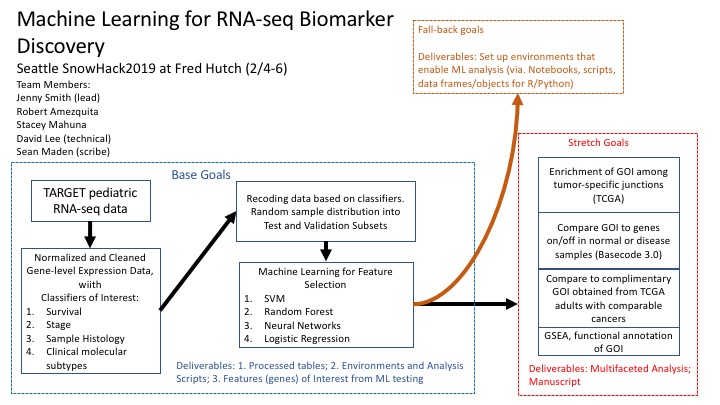 Machine Learning for RNA-seq Biomarker
Discovery
Seattle SnowHack2019 at Fred Hutch (2/4-6)
Team Members:
Jenny Smith (lead)
Robert Amezquita
Stacey Mahuna
David Lee (technical)
Sean Maden (scribe)
Fall-back goals
Deliverables: Set up environments that
enable ML analysis (via. Notebooks, scripts,
data frames/objects for R/Python)
Base Goals
TARGET pediatric
RNA-seq data
Normalized and Cleaned
Gene-level Expression Data,
wiith
Classifiers of Interest:
1. Survival
2. Stage
3. Sample Histology
4. Clinical molecular
subtypes
Recoding data based on classifiers.
Random sample distribution into
Test and Validation Subsets
Machine Learning for Feature
Selection
1. SVM
2. Random Forest
3. Neural Networks
4. Logistic Regression
Deliverables: 1. Processed tables; 2. Environments and Analysis
Scripts; 3. Features (genes) of Interest from ML testing
Stretch Goals
Enrichment of GOI among
tumor-specific junctions
(TCGA)
Compare GOI to genes
on/off in normal or disease
samples (Basecode 3.0)
Compare to complimentary
GOI obtained from TCGA
adults with comparable
cancers
GSEA, functional annotation
of GOI
Deliverables: Multifaceted Analysis;
Manuscript